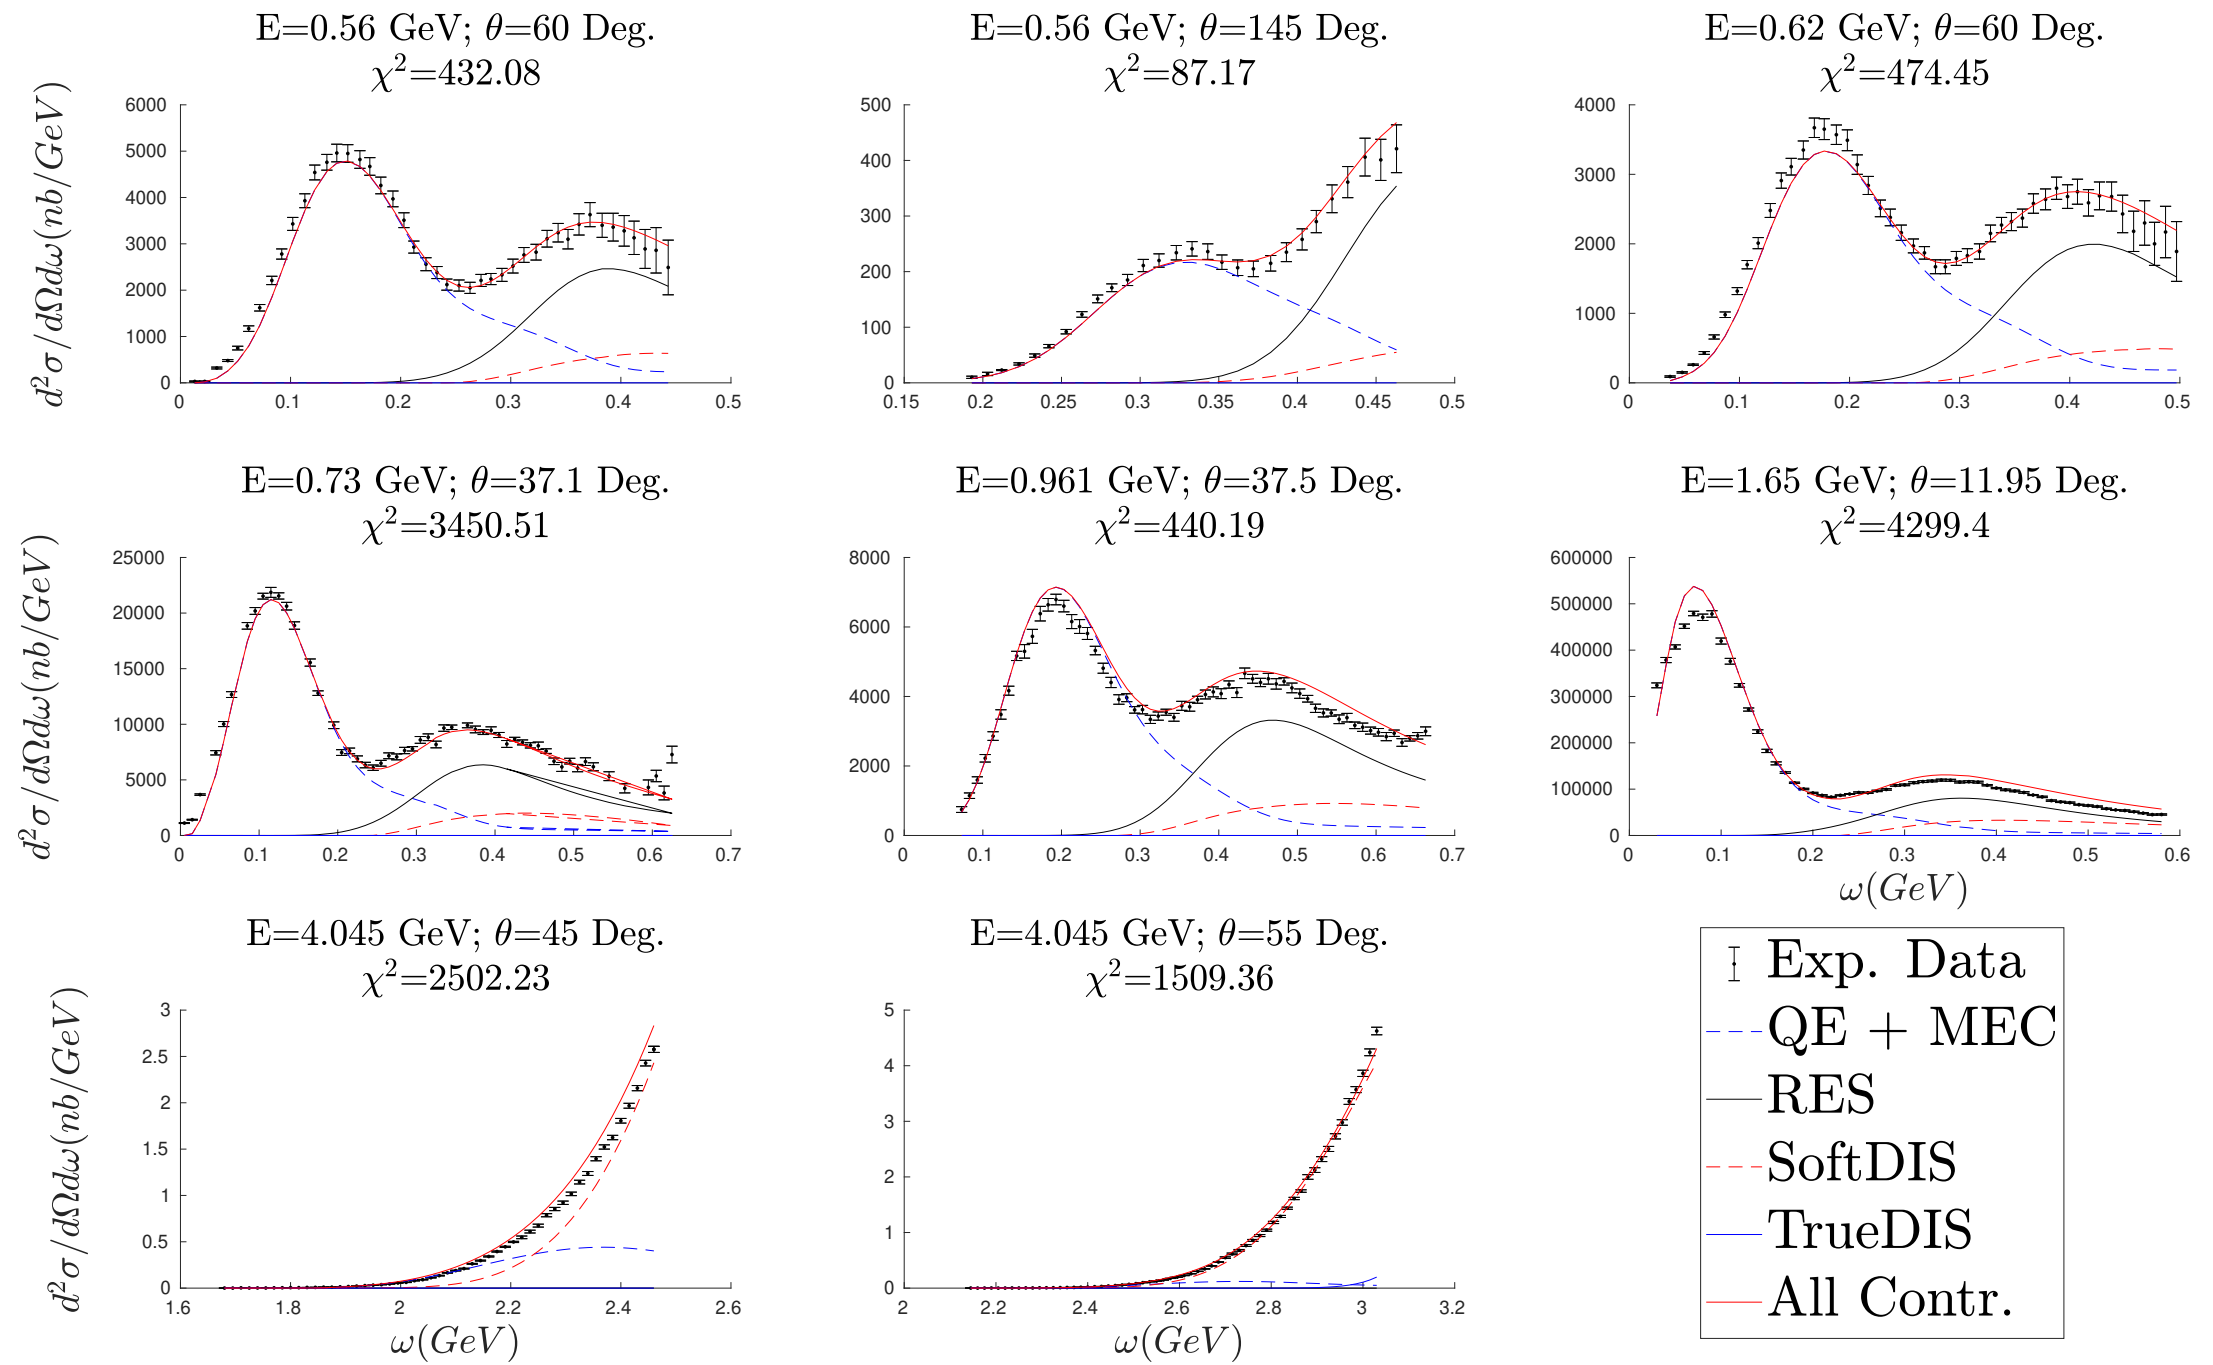 E=0.56 GeV; θ=60 Deg.
χ²=432.08
E=0.56 GeV; θ=145 Deg.
χ²=87.17
E=0.62 GeV; θ=60 Deg.
χ²=474.45
d²σ/dΩdω(nb/GeV)
6000
5000
4000
3000
2000
1000
0
0 0.1 0.2 0.3 0.4 0.5
500
400
300
200
100
0
0.15 0.2 0.25 0.3 0.35 0.4 0.45 0.5
4000
3000
2000
1000
0
0 0.1 0.2 0.3 0.4 0.5
E=0.73 GeV; θ=37.1 Deg.
χ²=3450.51
E=0.961 GeV; θ=37.5 Deg.
χ²=440.19
E=1.65 GeV; θ=11.95 Deg.
χ²=4299.4
d²σ/dΩdω(nb/GeV)
25000
20000
15000
10000
5000
0
0 0.1 0.2 0.3 0.4 0.5 0.6 0.7
8000
6000
4000
2000
0
0 0.1 0.2 0.3 0.4 0.5 0.6 0.7
600000
500000
400000
300000
200000
100000
0
0 0.1 0.2 0.3 0.4 0.5 0.6
ω(GeV)
E=4.045 GeV; θ=45 Deg.
χ²=2502.23
E=4.045 GeV; θ=55 Deg.
χ²=1509.36
d²σ/dΩdω(nb/GeV)
3
2.5
2
1.5
1
0.5
0
1.6 1.8 2 2.2 2.4 2.6
ω(GeV)
5
4
3
2
1
0
2 2.2 2.4 2.6 2.8 3 3.2
ω(GeV)
Exp. Data
QE + MEC
RES
SoftDIS
TrueDIS
All Contr.